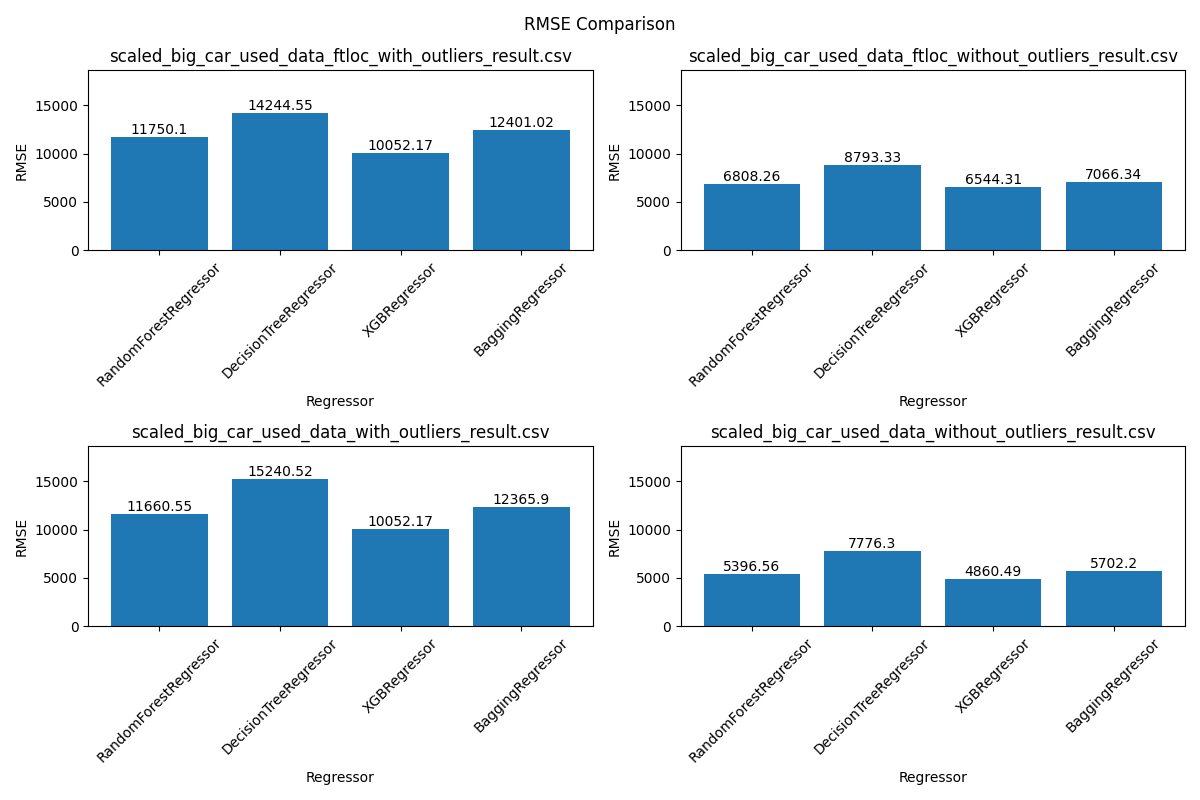 RMSE Comparison
scaled_big_car_used_data_ftloc_with_outliers_result.csv
RMSE
15000
10000
5000
0
11750.1
14244.55
10052.17
12401.02
RandomForestRegressor
DecisionTreeRegressor
XGBRegressor
BaggingRegressor
Regressor
scaled_big_car_used_data_ftloc_without_outliers_result.csv
RMSE
15000
10000
5000
0
6808.26
8793.33
6544.31
7066.34
RandomForestRegressor
DecisionTreeRegressor
XGBRegressor
BaggingRegressor
Regressor
scaled_big_car_used_data_with_outliers_result.csv
RMSE
15000
10000
5000
0
11660.55
15240.52
10052.17
12365.9
RandomForestRegressor
DecisionTreeRegressor
XGBRegressor
BaggingRegressor
Regressor
scaled_big_car_used_data_without_outliers_result.csv
RMSE
15000
10000
5000
0
5396.56
7776.3
4860.49
5702.2
RandomForestRegressor
DecisionTreeRegressor
XGBRegressor
BaggingRegressor
Regressor